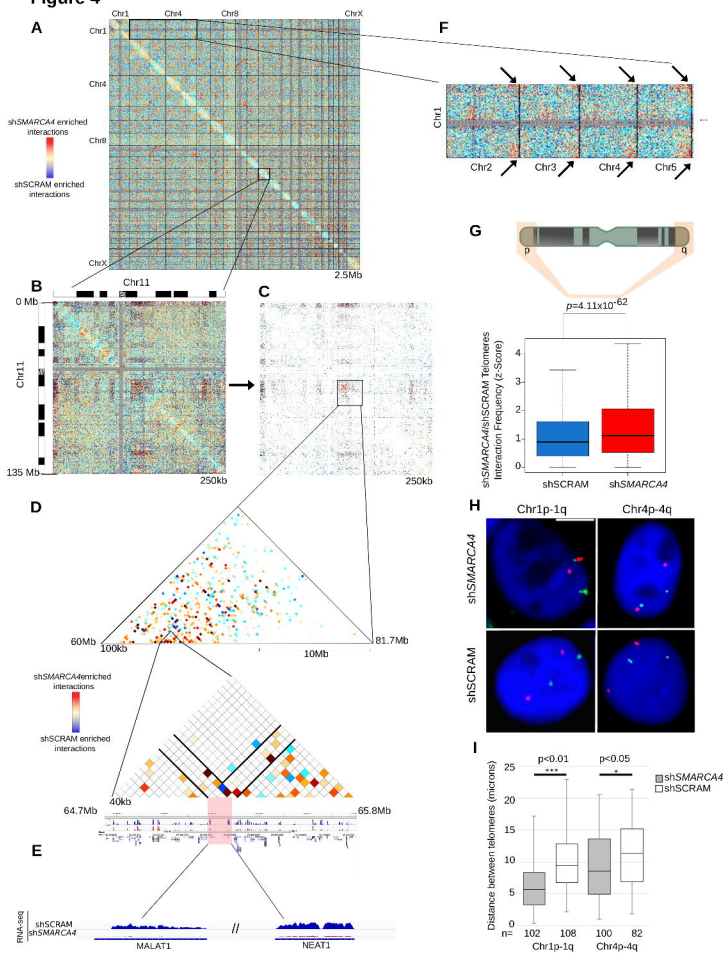 Figure 4
A
Chr1 Chr4 Chr8 ChrX
Chr1
Chr4
Chr8
ChrX
2.5Mb
shSMARCA4 enriched
interactions
shSCRAM enriched
interactions
F
Chr1
Chr2 Chr3 Chr4 Chr5
...
G
p q
p=4.11x10-62
shSMARCA4/shSCRAM Telomeres
Interaction Frequency (z-Score)
4
3
2
1
0
shSCRAM shSMARCA4
B
Chr11
0 Mb
Chr11
135 Mb
250kb
C
250kb
D
60Mb
100kb
10Mb
81.7Mb
shSMARCA4enriched
interactions
shSCRAM enriched
interactions
40kb
64.7Mb
65.8Mb
E
RNA-seq
shSCRAM
shSMARCA4
//
MALAT1 NEAT1
H
Chr1p-1q Chr4p-4q
shSMARCA4
shSCRAM
I
p<0.01 p<0.05
*** *
shSMARCA4
shSCRAM
Distance between telomeres (microns)
25
20
15
10
5
0
n= 102 108 100 82
Chr1p-1q Chr4p-4q